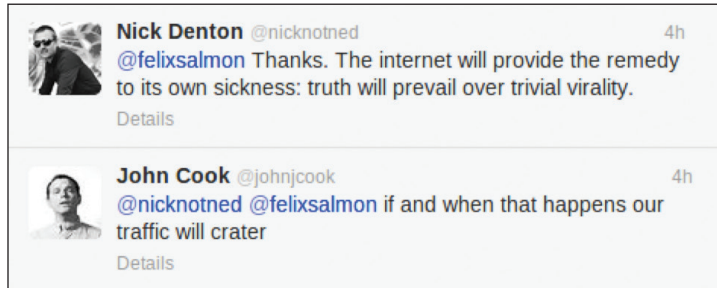 Nick Denton @nicknotned 4h
@felixsalmon Thanks. The internet will provide the remedy
to its own sickness: truth will prevail over trivial virality.
Details
John Cook @johnjcook 4h
@nicknotned @felixsalmon if and when that happens our
traffic will crater
Details